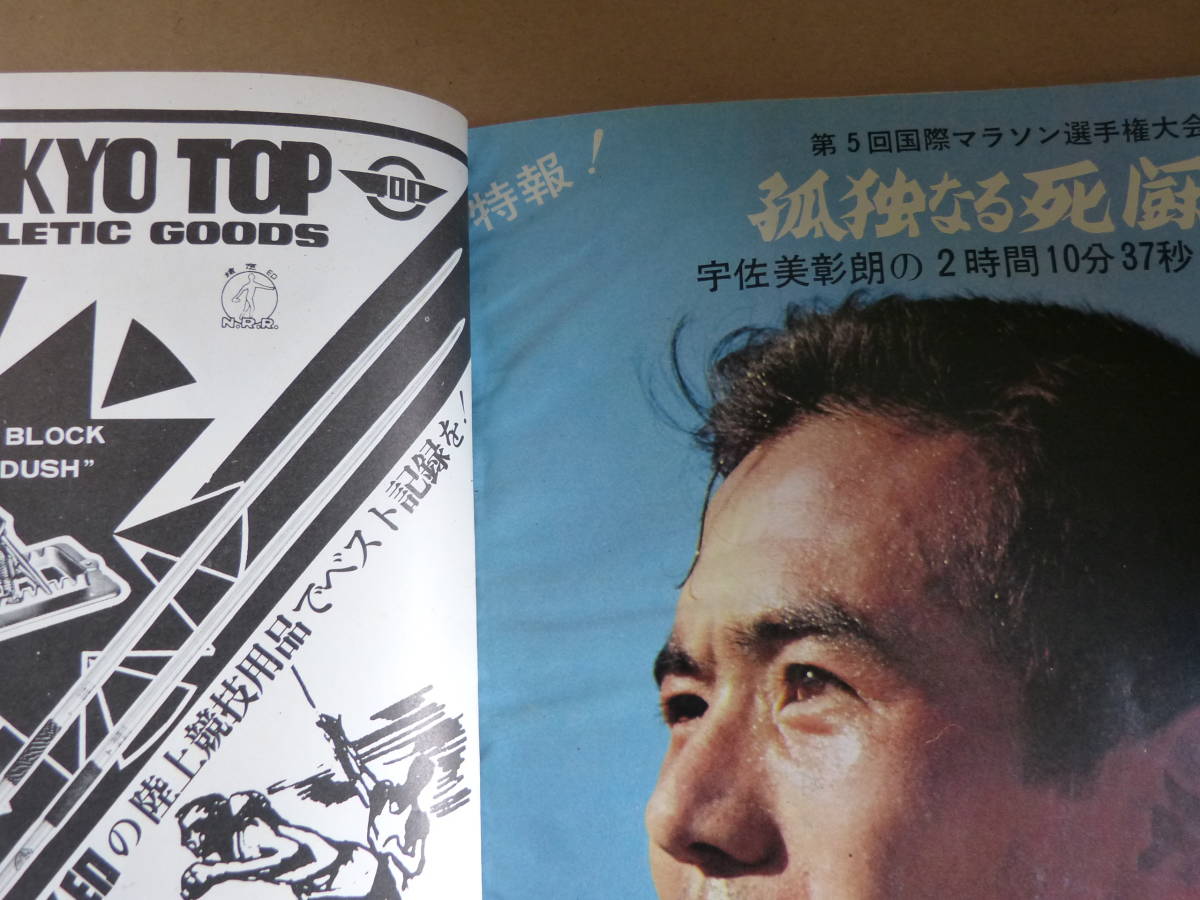 KYO TOP
LETIC GOODS
N.R.R.
BLOCK
DUSH"
の陸上競技用品でベスト記録を!
特報!
第5回国際マラソン選手権大会
孤独なる死闘
宇佐美彰朗の2時間10分37秒